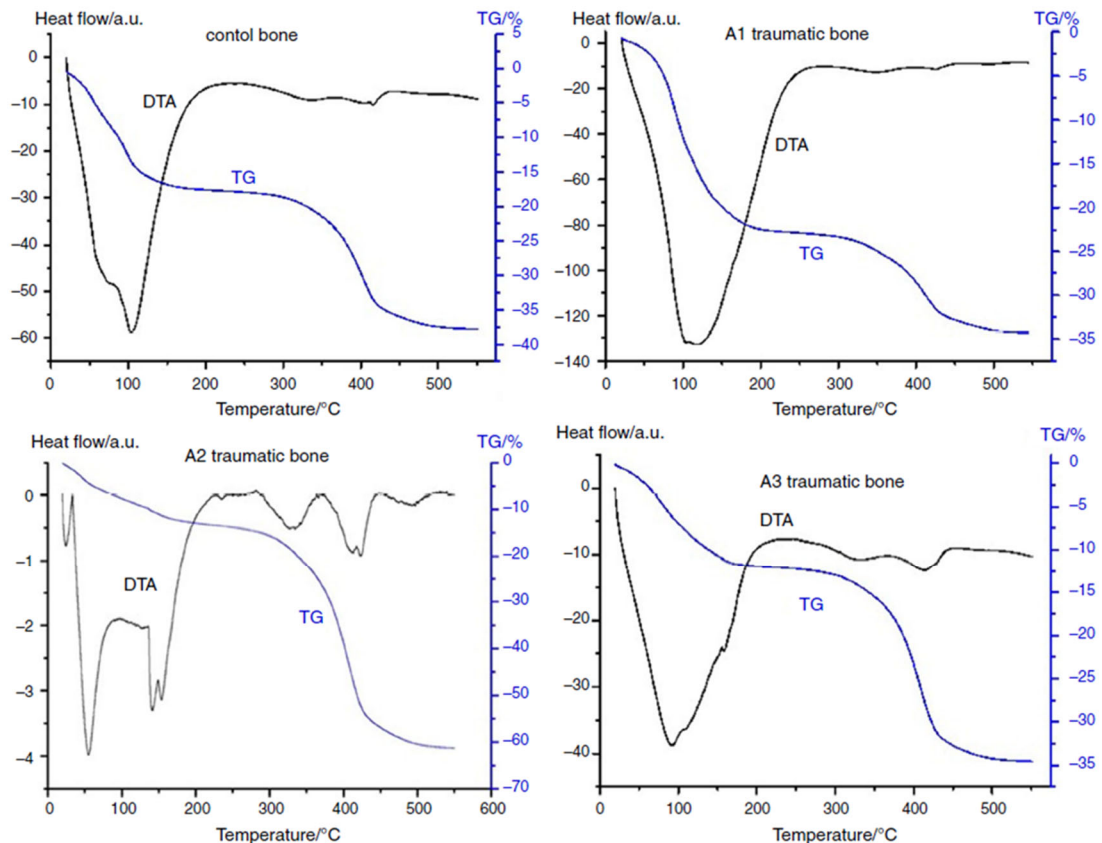 Heat flow/a.u.
TG/%
contol bone
DTA
TG
0
−10
−20
−30
−40
−50
−60
5
0
−5
−10
−15
−20
−25
−30
−35
−40
0 100 200 300 400 500
Temperature/°C
Heat flow/a.u.
TG/%
A1 traumatic bone
DTA
TG
0
−20
−40
−60
−80
−100
−120
−140
0
−5
−10
−15
−20
−25
−30
−35
0 100 200 300 400 500
Temperature/°C
Heat flow/a.u.
TG/%
A2 traumatic bone
DTA
TG
0
−1
−2
−3
−4
0
−10
−20
−30
−40
−50
−60
−70
0 100 200 300 400 500 600
Temperature/°C
Heat flow/a.u.
TG/%
A3 traumatic bone
DTA
TG
0
−10
−20
−30
−40
0
−5
−10
−15
−20
−25
−30
−35
0 100 200 300 400 500
Temperature/°C